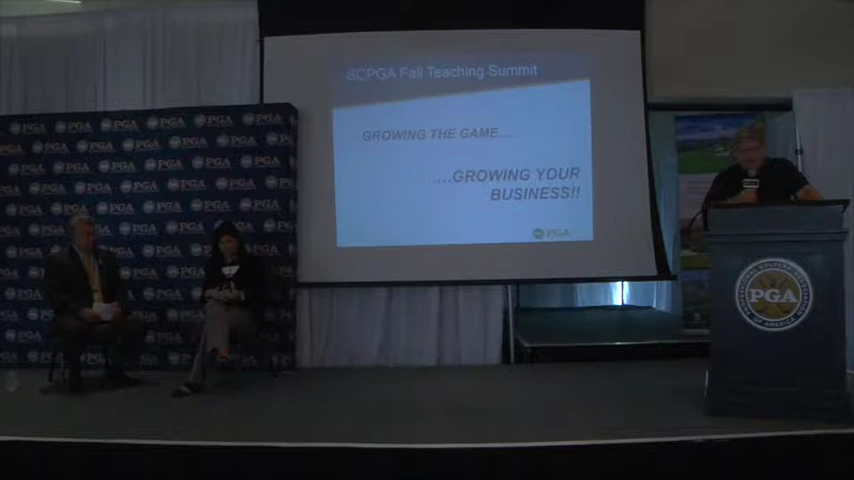 SCPGA Fall Teaching Summit
GROWING THE GAME....
....GROWING YOUR
BUSINESS!!
PGA
PGA